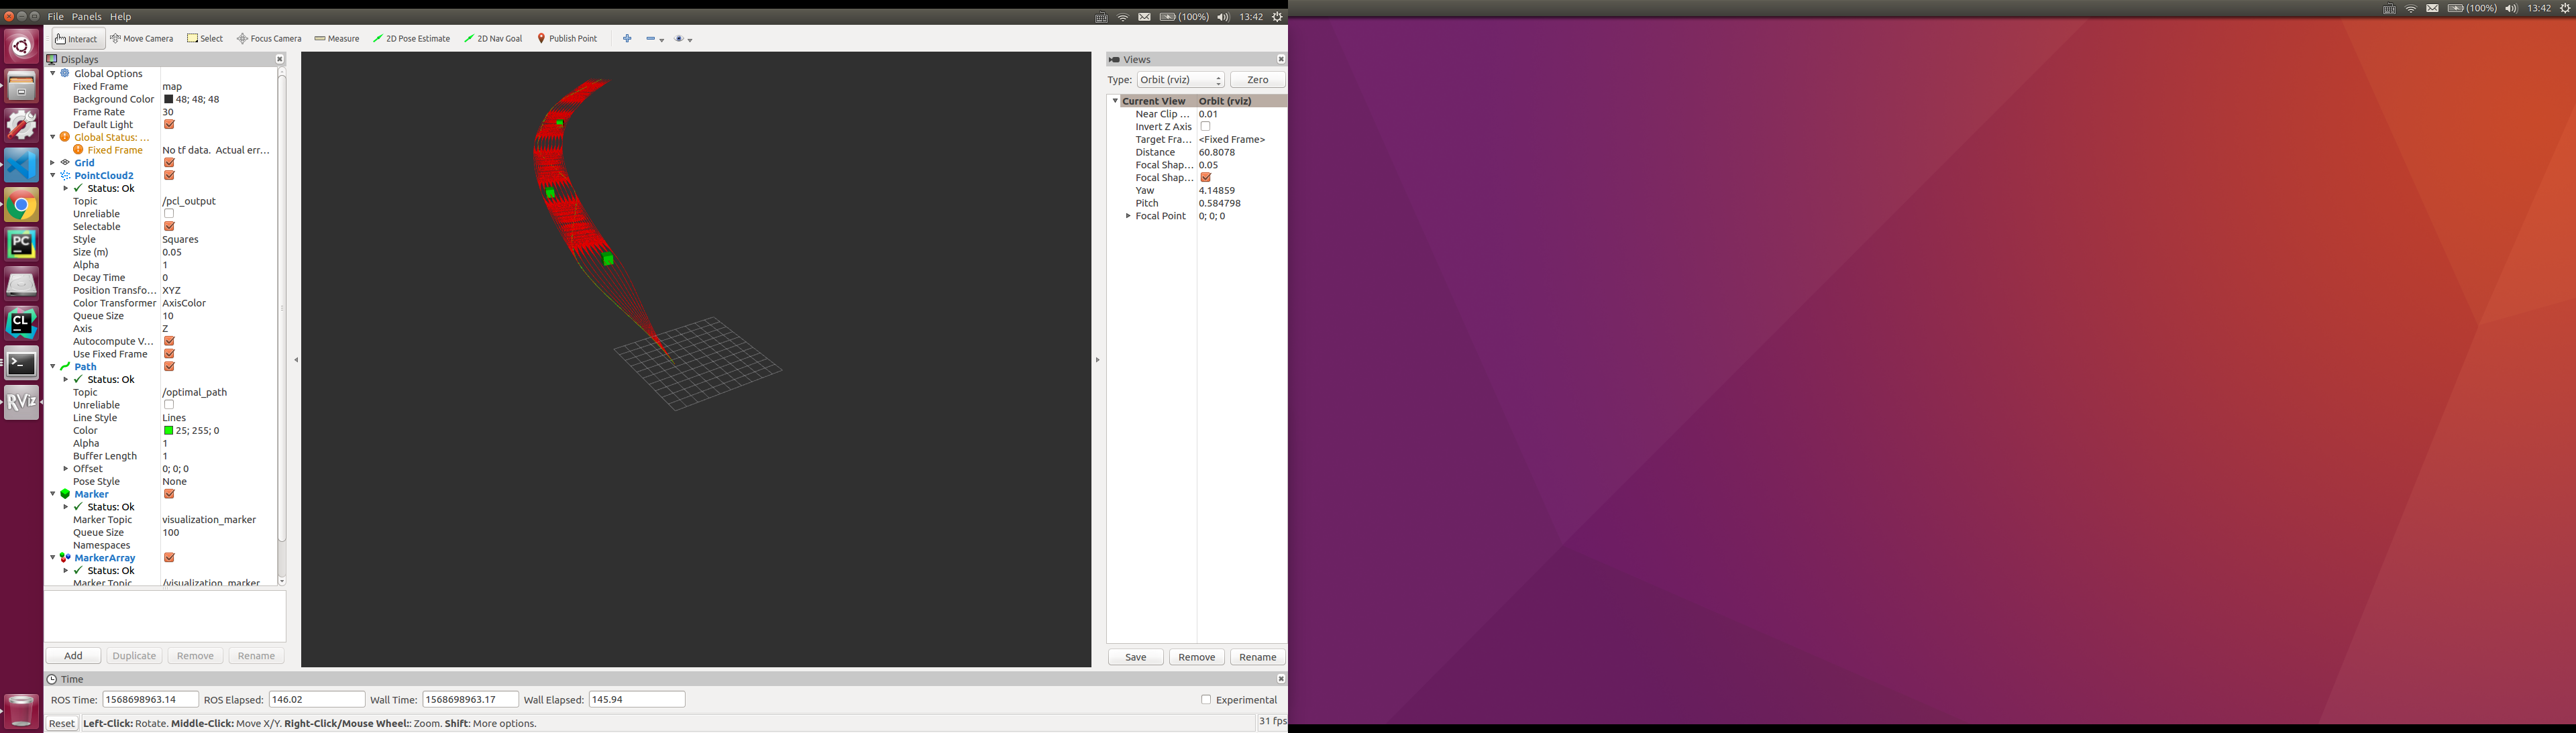 File Panels Help
(100%) 13:42
(100%) 13:42
Interact Move Camera Select Focus Camera Measure 2D Pose Estimate 2D Nav Goal Publish Point
Displays
Global Options
Fixed Frame map
Background Color 48; 48; 48
Frame Rate 30
Default Light
Global Status: ...
Fixed Frame No tf data. Actual err...
Grid
PointCloud2
Status: Ok
Topic /pcl_output
Unreliable
Selectable
Style Squares
Size (m) 0.05
Alpha 1
Decay Time 0
Position Transfo... XYZ
Color Transformer AxisColor
Queue Size 10
Axis Z
Autocompute V...
Use Fixed Frame
Path
Status: Ok
Topic /optimal_path
Unreliable
Line Style Lines
Color 25; 255; 0
Alpha 1
Buffer Length 1
Offset 0; 0; 0
Pose Style None
Marker
Status: Ok
Marker Topic visualization_marker
Queue Size 100
Namespaces
MarkerArray
Status: Ok
Marker Topic /visualization_marker
Add Duplicate Remove Rename
Views
Type: Orbit (rviz) Zero
Current View Orbit (rviz)
Near Clip ... 0.01
Invert Z Axis
Target Fra... <Fixed Frame>
Distance 60.8078
Focal Shap... 0.05
Focal Shap...
Yaw 4.14859
Pitch 0.584798
Focal Point 0; 0; 0
Save Remove Rename
PC
CL
RViz
Time
ROS Time: 1568698963.14 ROS Elapsed: 146.02 Wall Time: 1568698963.17 Wall Elapsed: 145.94 Experimental
Reset Left-Click: Rotate. Middle-Click: Move X/Y. Right-Click/Mouse Wheel:: Zoom. Shift: More options. 31 fps